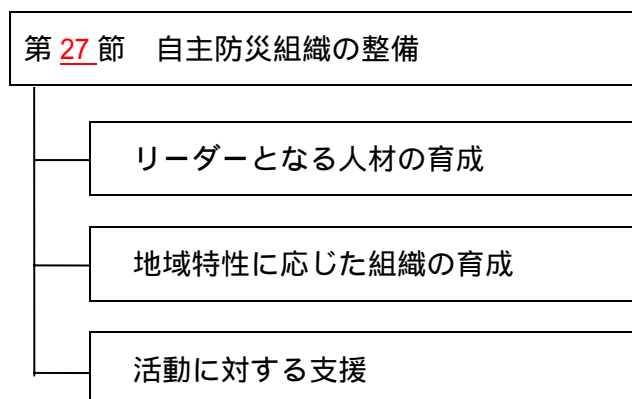 第 27 節　自主防災組織の整備
リーダーとなる人材の育成
地域特性に応じた組織の育成
活動に対する支援